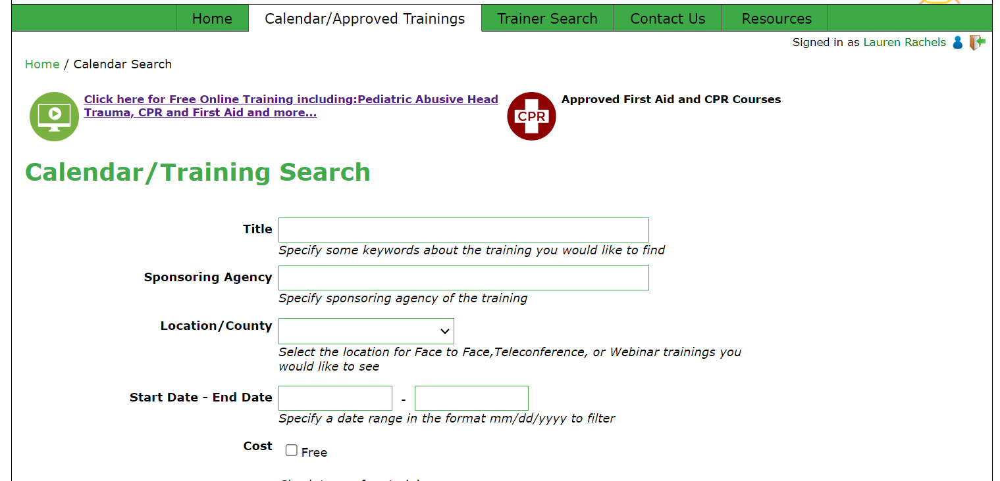 Home Calendar/Approved Trainings Trainer Search Contact Us Resources
Signed in as Lauren Rachels
Home / Calendar Search
Click here for Free Online Training including:Pediatric Abusive Head
Trauma, CPR and First Aid and more...
CPR
Approved First Aid and CPR Courses
Calendar/Training Search
Title
Specify some keywords about the training you would like to find
Sponsoring Agency
Specify sponsoring agency of the training
Location/County
Select the location for Face to Face,Teleconference, or Webinar trainings you
would like to see
Start Date - End Date -
Specify a date range in the format mm/dd/yyyy to filter
Cost Free